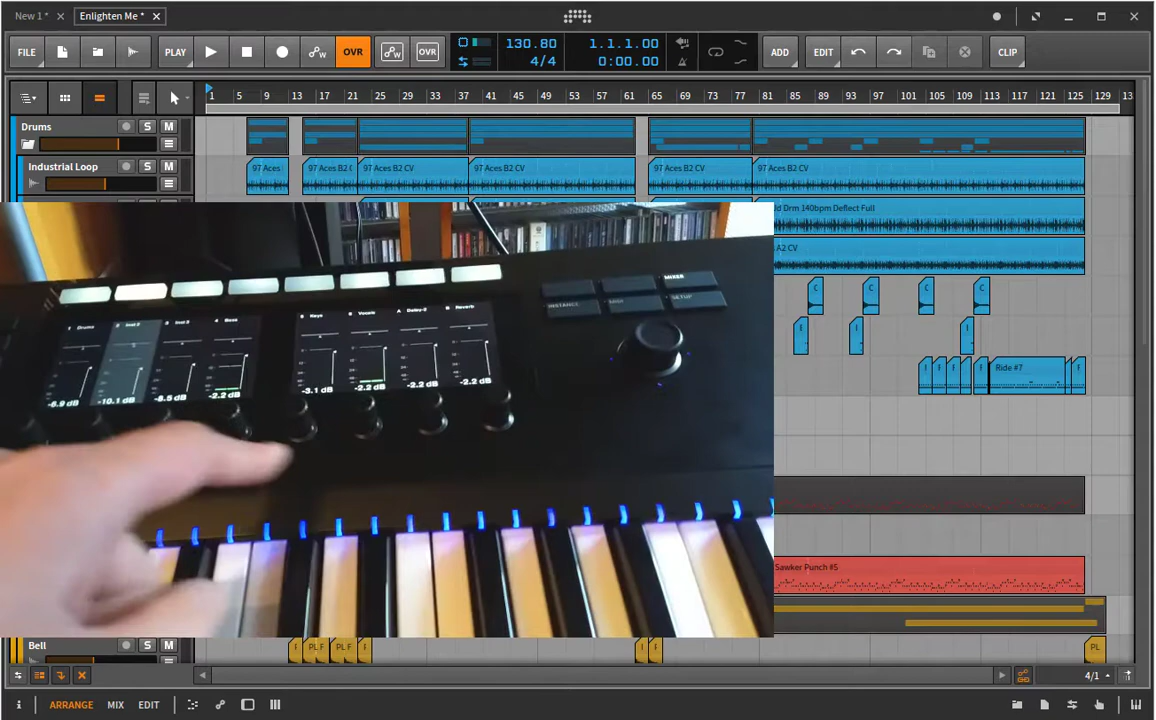 New 1 *
Enlighten Me *
FILE
PLAY
OVR
OVR
130.80
4/4
1.1.1.00
0:00.00
ADD
EDIT
CLIP
1 5 9 13 17 21 25 29 33 37 41 45 49 53 57 61 65 69 73 77 81 85 89 93 97 101 105 109 113 117 121 125 129 13
Drums S M
Industrial Loop S M
97 Aces
97 Aces B2 C
97 Aces B2 CV
97 Aces B2 CV
97 Aces B2 CV
97 Aces B2 CV
d Drm 140bpm Deflect Full
A2 CV
C C C C
Ride #7
Sawker Punch #5
MIXER
INSTANCE MIDI SETUP
1 Drums
2 Inst 2
3 Inst 3
4 Bass
5 Keys
6 Vocals
A Delay-2
B Reverb
-6.9 dB
-10.1 dB
-8.5 dB
-2.2 dB
-3.1 dB
-2.2 dB
-2.2 dB
-2.2 dB
Bell S M
PL F
PL F
PL
4/1
i ARRANGE MIX EDIT